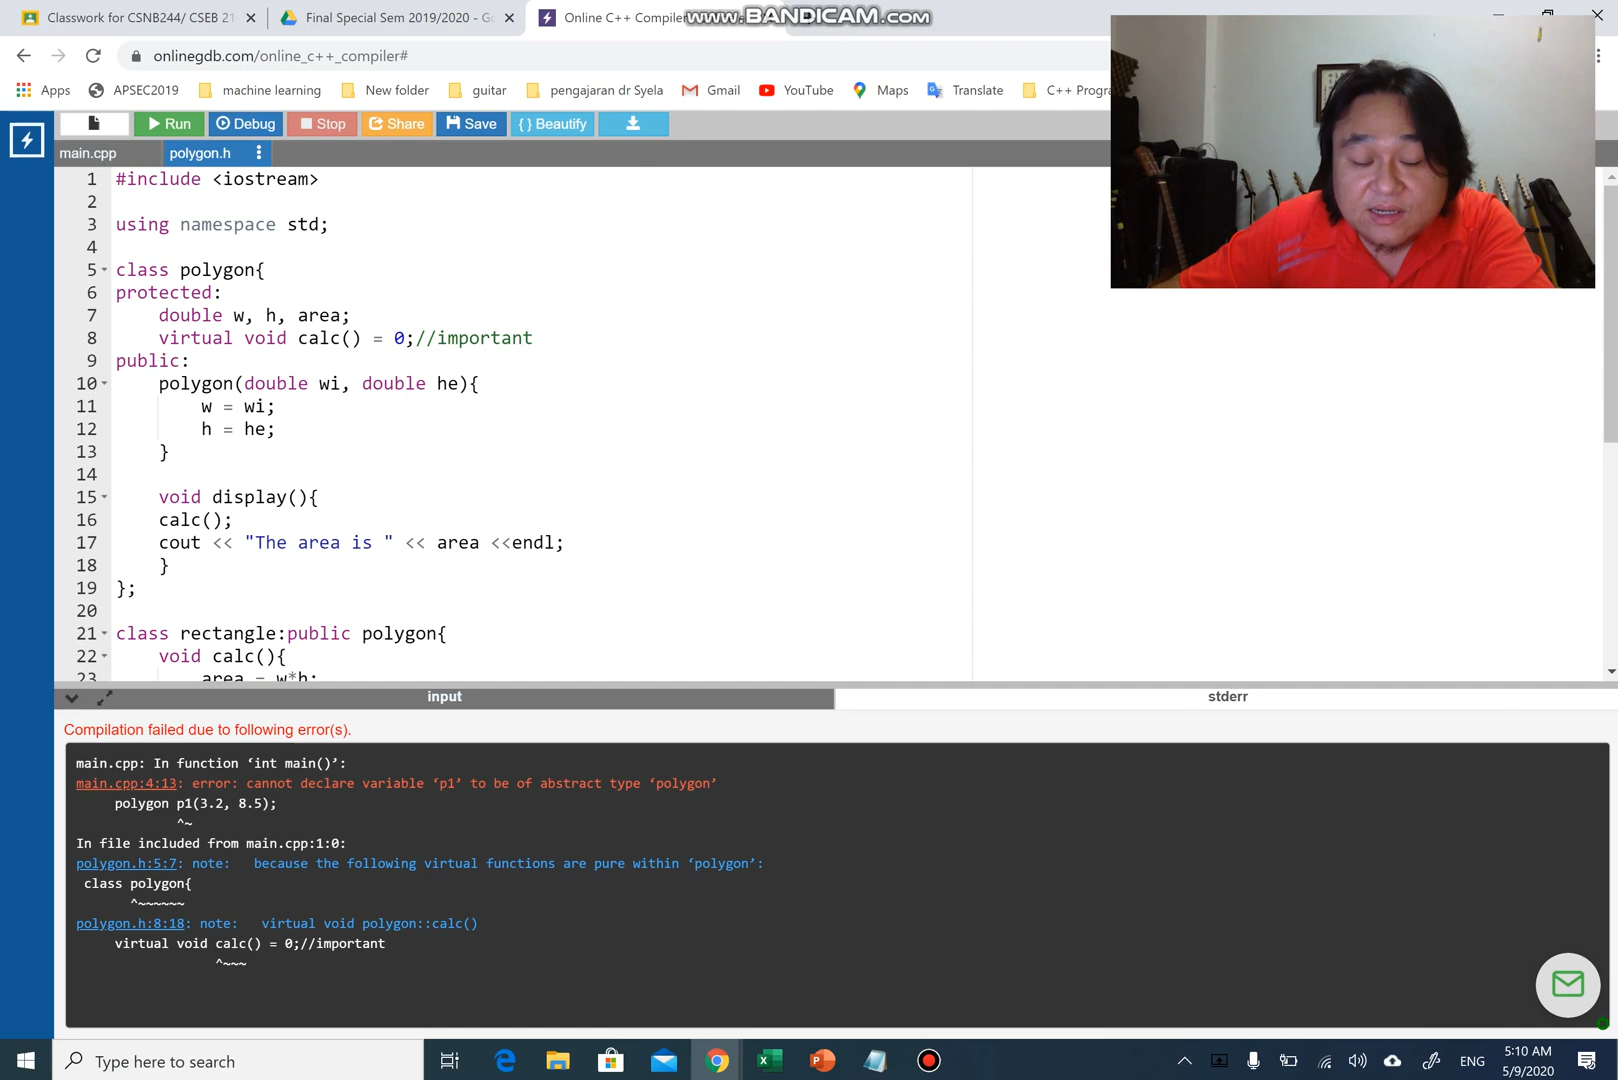 Classwork for CSNB244/ CSEB 21
Final Special Sem 2019/2020 - Go
Online C++ Compiler
www.BANDICAM.com
onlinegdb.com/online_c++_compiler#
Apps
APSEC2019
machine learning
New folder
guitar
pengajaran dr Syela
Gmail
YouTube
Maps
Translate
C++ Progra
Run
Debug
Stop
Share
Save
{ } Beautify
main.cpp
polygon.h
1 #include <iostream>
2
3 using namespace std;
4
5 class polygon{
6 protected:
7 double w, h, area;
8 virtual void calc() = 0;//important
9 public:
10 polygon(double wi, double he){
11 w = wi;
12 h = he;
13 }
14
15 void display(){
16 calc();
17 cout << "The area is " << area <<endl;
18 }
19 };
20
21 class rectangle:public polygon{
22 void calc(){
23 area = w*h;
input
stderr
Compilation failed due to following error(s).
main.cpp: In function ‘int main()’:
main.cpp:4:13: error: cannot declare variable ‘p1’ to be of abstract type ‘polygon’
polygon p1(3.2, 8.5);
^~
In file included from main.cpp:1:0:
polygon.h:5:7: note:   because the following virtual functions are pure within ‘polygon’:
class polygon{
^~~~~~~
polygon.h:8:18: note:   virtual void polygon::calc()
virtual void calc() = 0;//important
^~~~
Type here to search
ENG
5:10 AM
5/9/2020